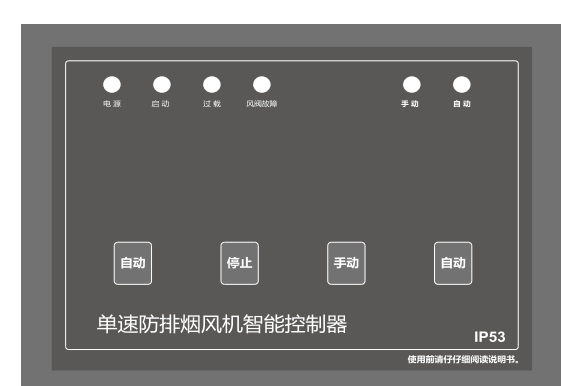 电源 启动 过载 风阀故障 手动 自动
自动 停止 手动 自动
单速防排烟风机智能控制器
IP53
使用前请仔仔细阅读说明书。